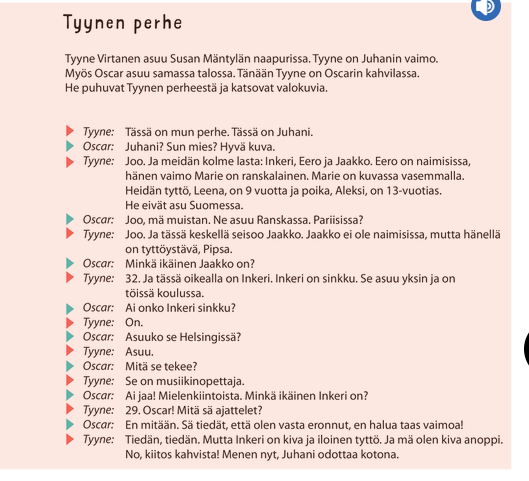 Tyynen perhe
Tyyne Virtanen asuu Susan Mäntylän naapurissa. Tyyne on Juhanin vaimo.
Myös Oscar asuu samassa talossa. Tänään Tyyne on Oscarin kahvilassa.
He puhuvat Tyynen perheestä ja katsovat valokuvia.
Tyyne: Tässä on mun perhe. Tässä on Juhani.
Oscar: Juhani? Sun mies? Hyvä kuva.
Tyyne: Joo. Ja meidän kolme lasta: Inkeri, Eero ja Jaakko. Eero on naimisissa,
hänen vaimo Marie on ranskalainen. Marie on kuvassa vasemmalla.
Heidän tyttö, Leena, on 9 vuotta ja poika, Aleksi, on 13-vuotias.
He eivät asu Suomessa.
Oscar: Joo, mä muistan. Ne asuu Ranskassa. Pariisissa?
Tyyne: Joo. Ja tässä keskellä seisoo Jaakko. Jaakko ei ole naimisissa, mutta hänellä
on tyttöystävä, Pipsa.
Oscar: Minkä ikäinen Jaakko on?
Tyyne: 32. Ja tässä oikealla on Inkeri. Inkeri on sinkku. Se asuu yksin ja on
töissä koulussa.
Oscar: Ai onko Inkeri sinkku?
Tyyne: On.
Oscar: Asuuko se Helsingissä?
Tyyne: Asuu.
Oscar: Mitä se tekee?
Tyyne: Se on musiikinopettaja.
Oscar: Ai jaa! Mielenkiintoista. Minkä ikäinen Inkeri on?
Tyyne: 29. Oscar! Mitä sä ajattelet?
Oscar: En mitään. Sä tiedät, että olen vasta eronnut, en halua taas vaimoa!
Tyyne: Tiedän, tiedän. Mutta Inkeri on kiva ja iloinen tyttö. Ja mä olen kiva anoppi.
No, kiitos kahvista! Menen nyt, Juhani odottaa kotona.